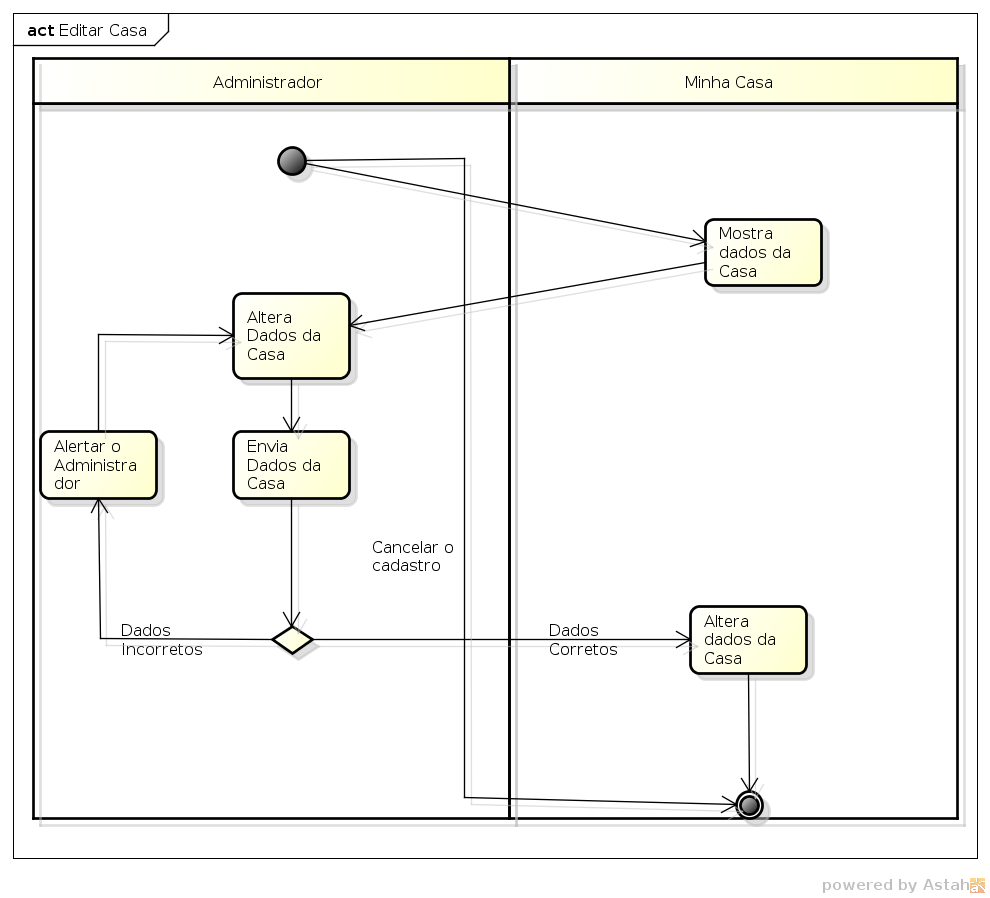 act Editar Casa
Administrador
Minha Casa
Mostra
dados da
Casa
Altera
Dados da
Casa
Alertar o
Administra
dor
Envia
Dados da
Casa
Cancelar o
cadastro
Dados
Incorretos
Dados
Corretos
Altera
dados da
Casa
powered by Astah